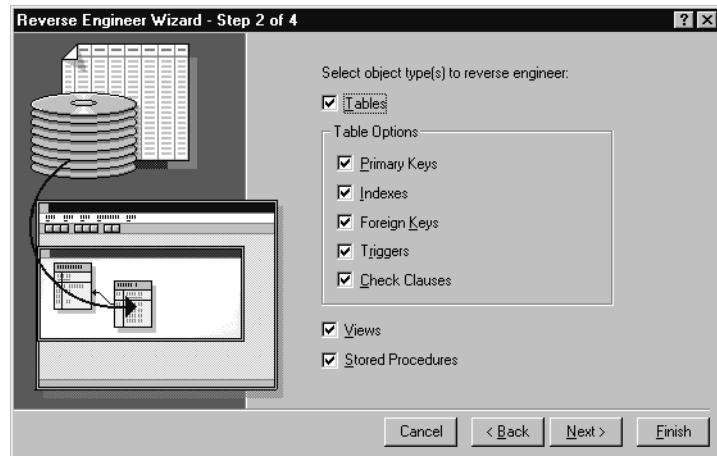 Reverse Engineer Wizard - Step 2 of 4
Select object type(s) to reverse engineer:
Tables
Table Options
Primary Keys
Indexes
Foreign Keys
Triggers
Check Clauses
Views
Stored Procedures
Cancel < Back Next > Finish